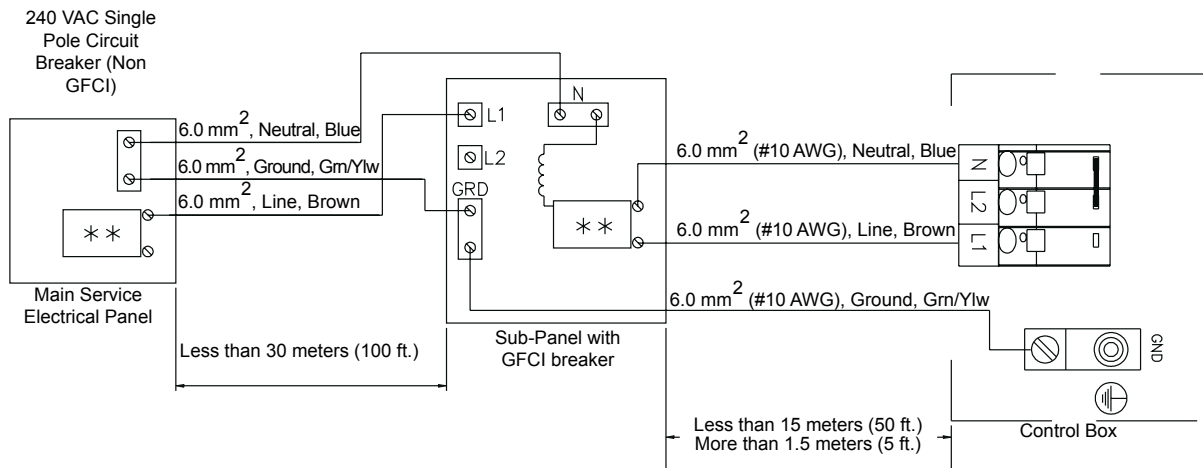 240 VAC Single
Pole Circuit
Breaker (Non
GFCI)
6.0 mm², Neutral, Blue
6.0 mm², Ground, Grn/Ylw
6.0 mm², Line, Brown
**
Main Service
Electrical Panel
Less than 30 meters (100 ft.)
L1
N
L2
GRD
**
Sub-Panel with
GFCI breaker
6.0 mm² (#10 AWG), Neutral, Blue
6.0 mm² (#10 AWG), Line, Brown
6.0 mm² (#10 AWG), Ground, Grn/Ylw
Less than 15 meters (50 ft.)
More than 1.5 meters (5 ft.)
N
L2
L1
GND
Control Box